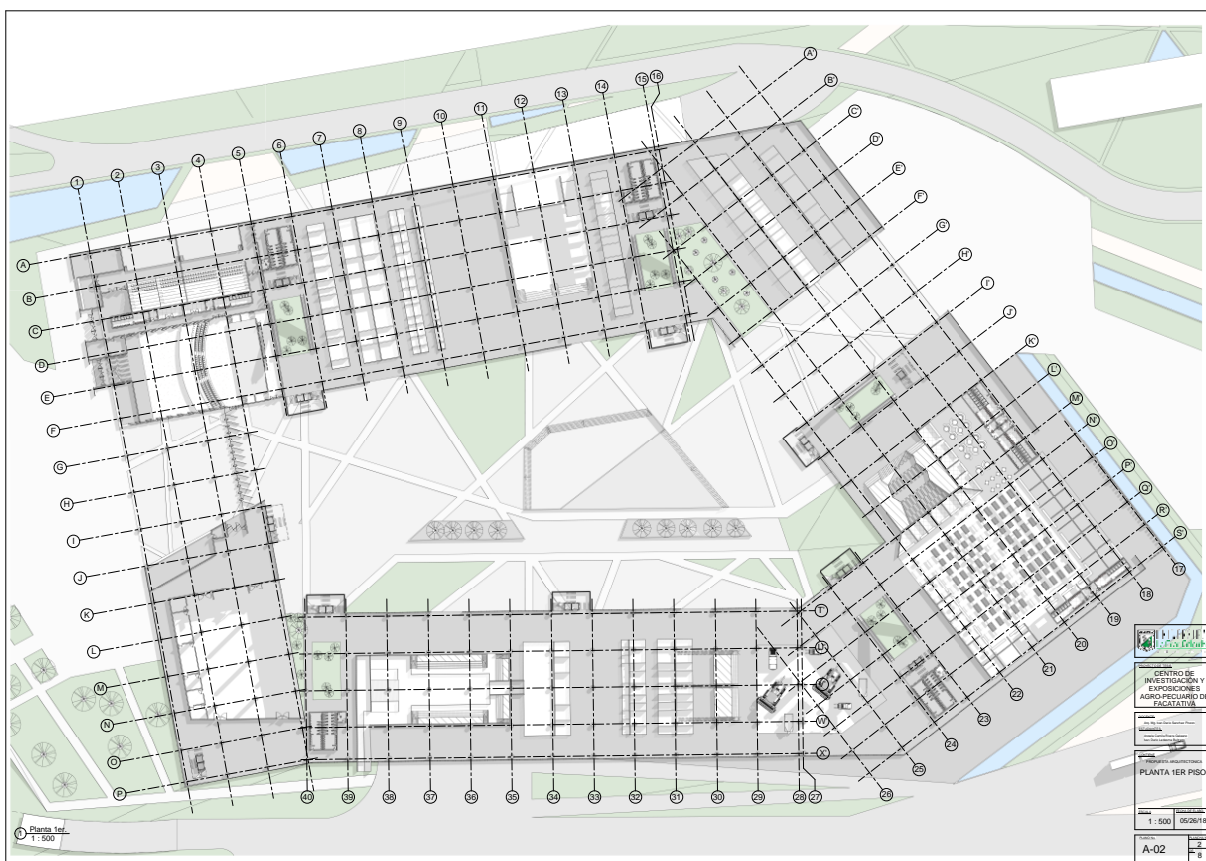 1
2
3
4
5
6
7
8
9
10
11
12
13
14
15
16
A'
B'
C'
D'
E'
F'
G'
H'
I'
J'
K'
L'
M'
N'
O'
P'
Q'
R'
S'
A
B
C
D
E
F
G
H
I
J
K
L
M
N
O
P
T'
U'
V'
W
X'
17
18
19
20
21
22
23
24
25
26
40
39
38
37
36
35
34
33
32
31
30
29
28
27
1
Planta 1er.
1 : 500
CENTRO DE
INVESTIGACIÓN Y
EXPOSICIONES
AGRO-PECUARIO DE
FACATATIVA
PROPUESTA ARQUITECTONICA
PLANTA 1ER PISO
1 : 500
05/26/18
A-02
2
8